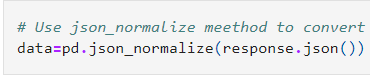 # Use json_normalize meethod to convert
data=pd.json_normalize(response.json())